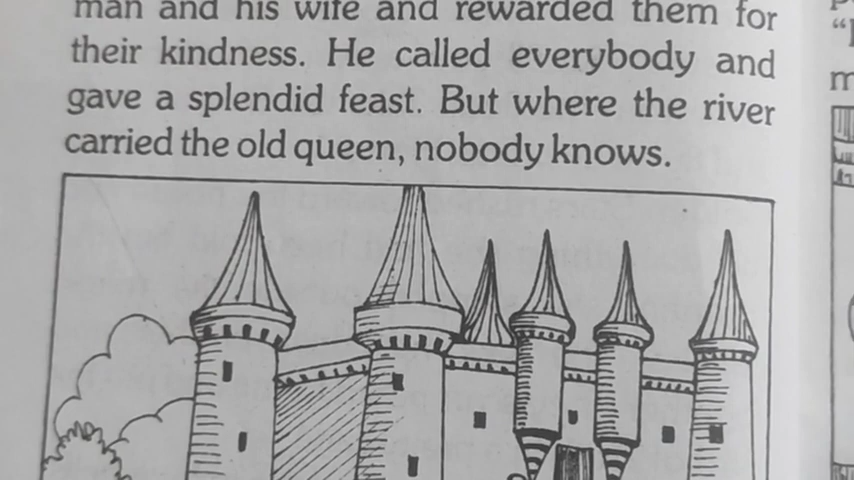 man and his wife and rewarded them for
their kindness. He called everybody and
gave a splendid feast. But where the river
carried the old queen, nobody knows.